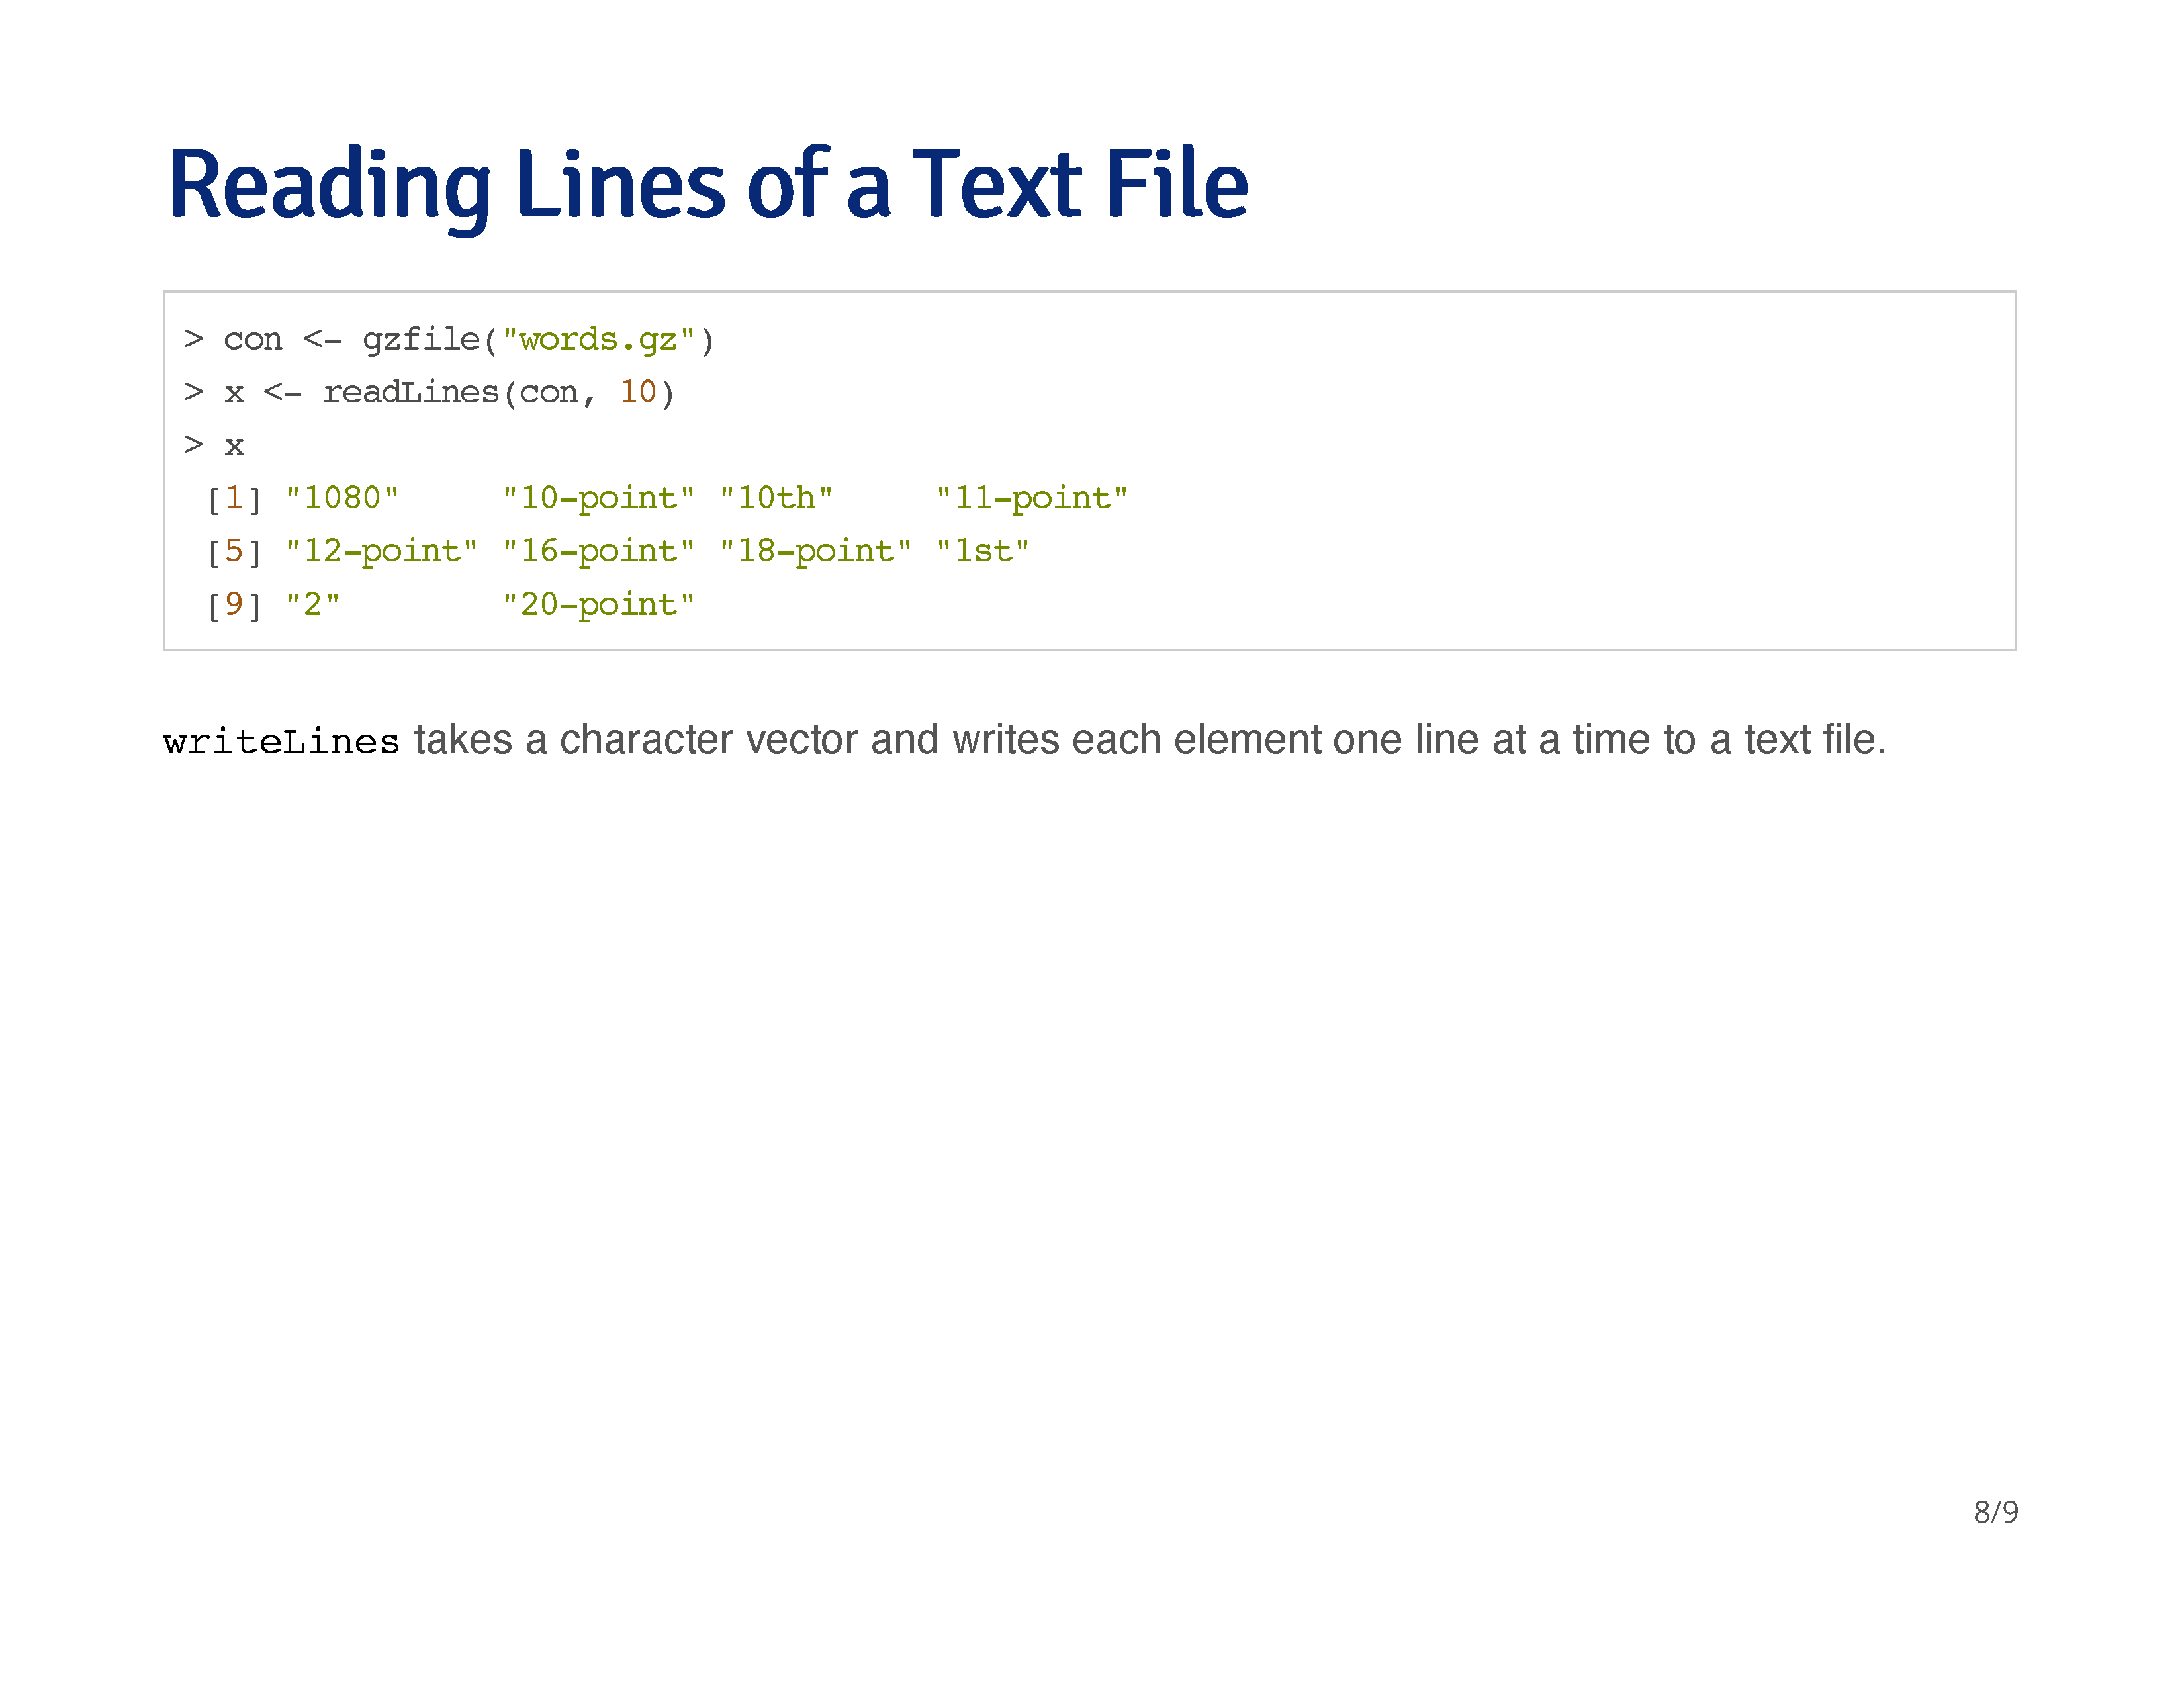 Reading Lines of a Text File
> con <- gzfile("words.gz")
> x <- readLines(con, 10)
> x
 [1] "1080"     "10-point" "10th"     "11-point"
 [5] "12-point" "16-point" "18-point" "1st"
 [9] "2"        "20-point"
writeLines takes a character vector and writes each element one line at a time to a text file.
8/9